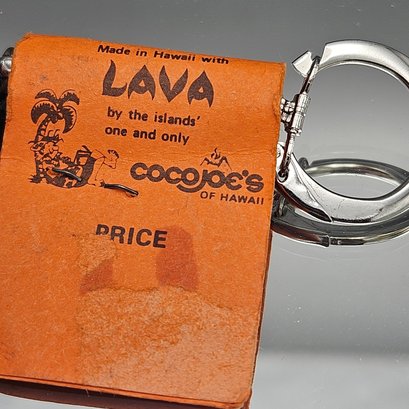 Made in Hawaii with
LAVA
by the islands'
one and only
COCOJOE'S
OF HAWAII
PRICE